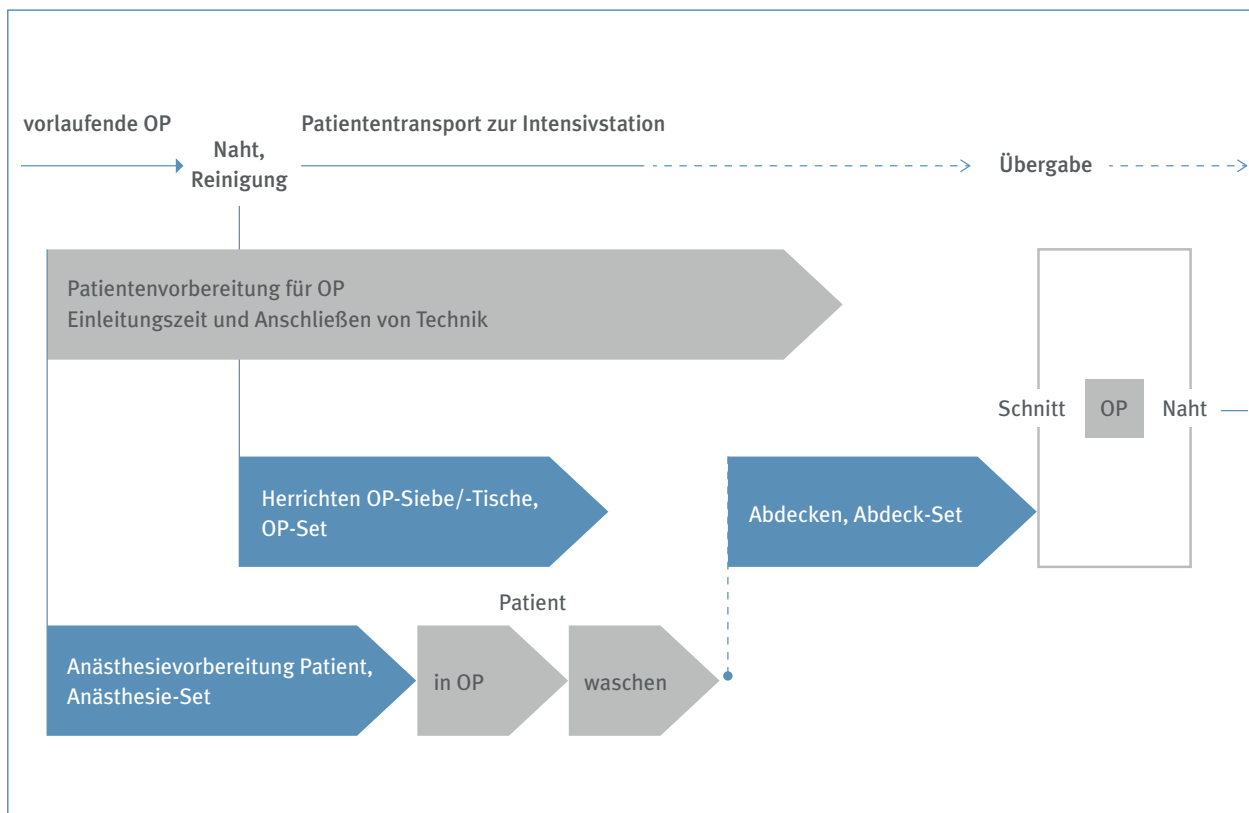 vorlaufende OP
Naht,
Reinigung
Patiententransport zur Intensivstation
Übergabe
Patientenvorbereitung für OP
Einleitungszeit und Anschließen von Technik
Schnitt
OP
Naht
Herrichten OP-Siebe/-Tische,
OP-Set
Abdecken, Abdeck-Set
Patient
Anästhesievorbereitung Patient,
Anästhesie-Set
in OP
waschen